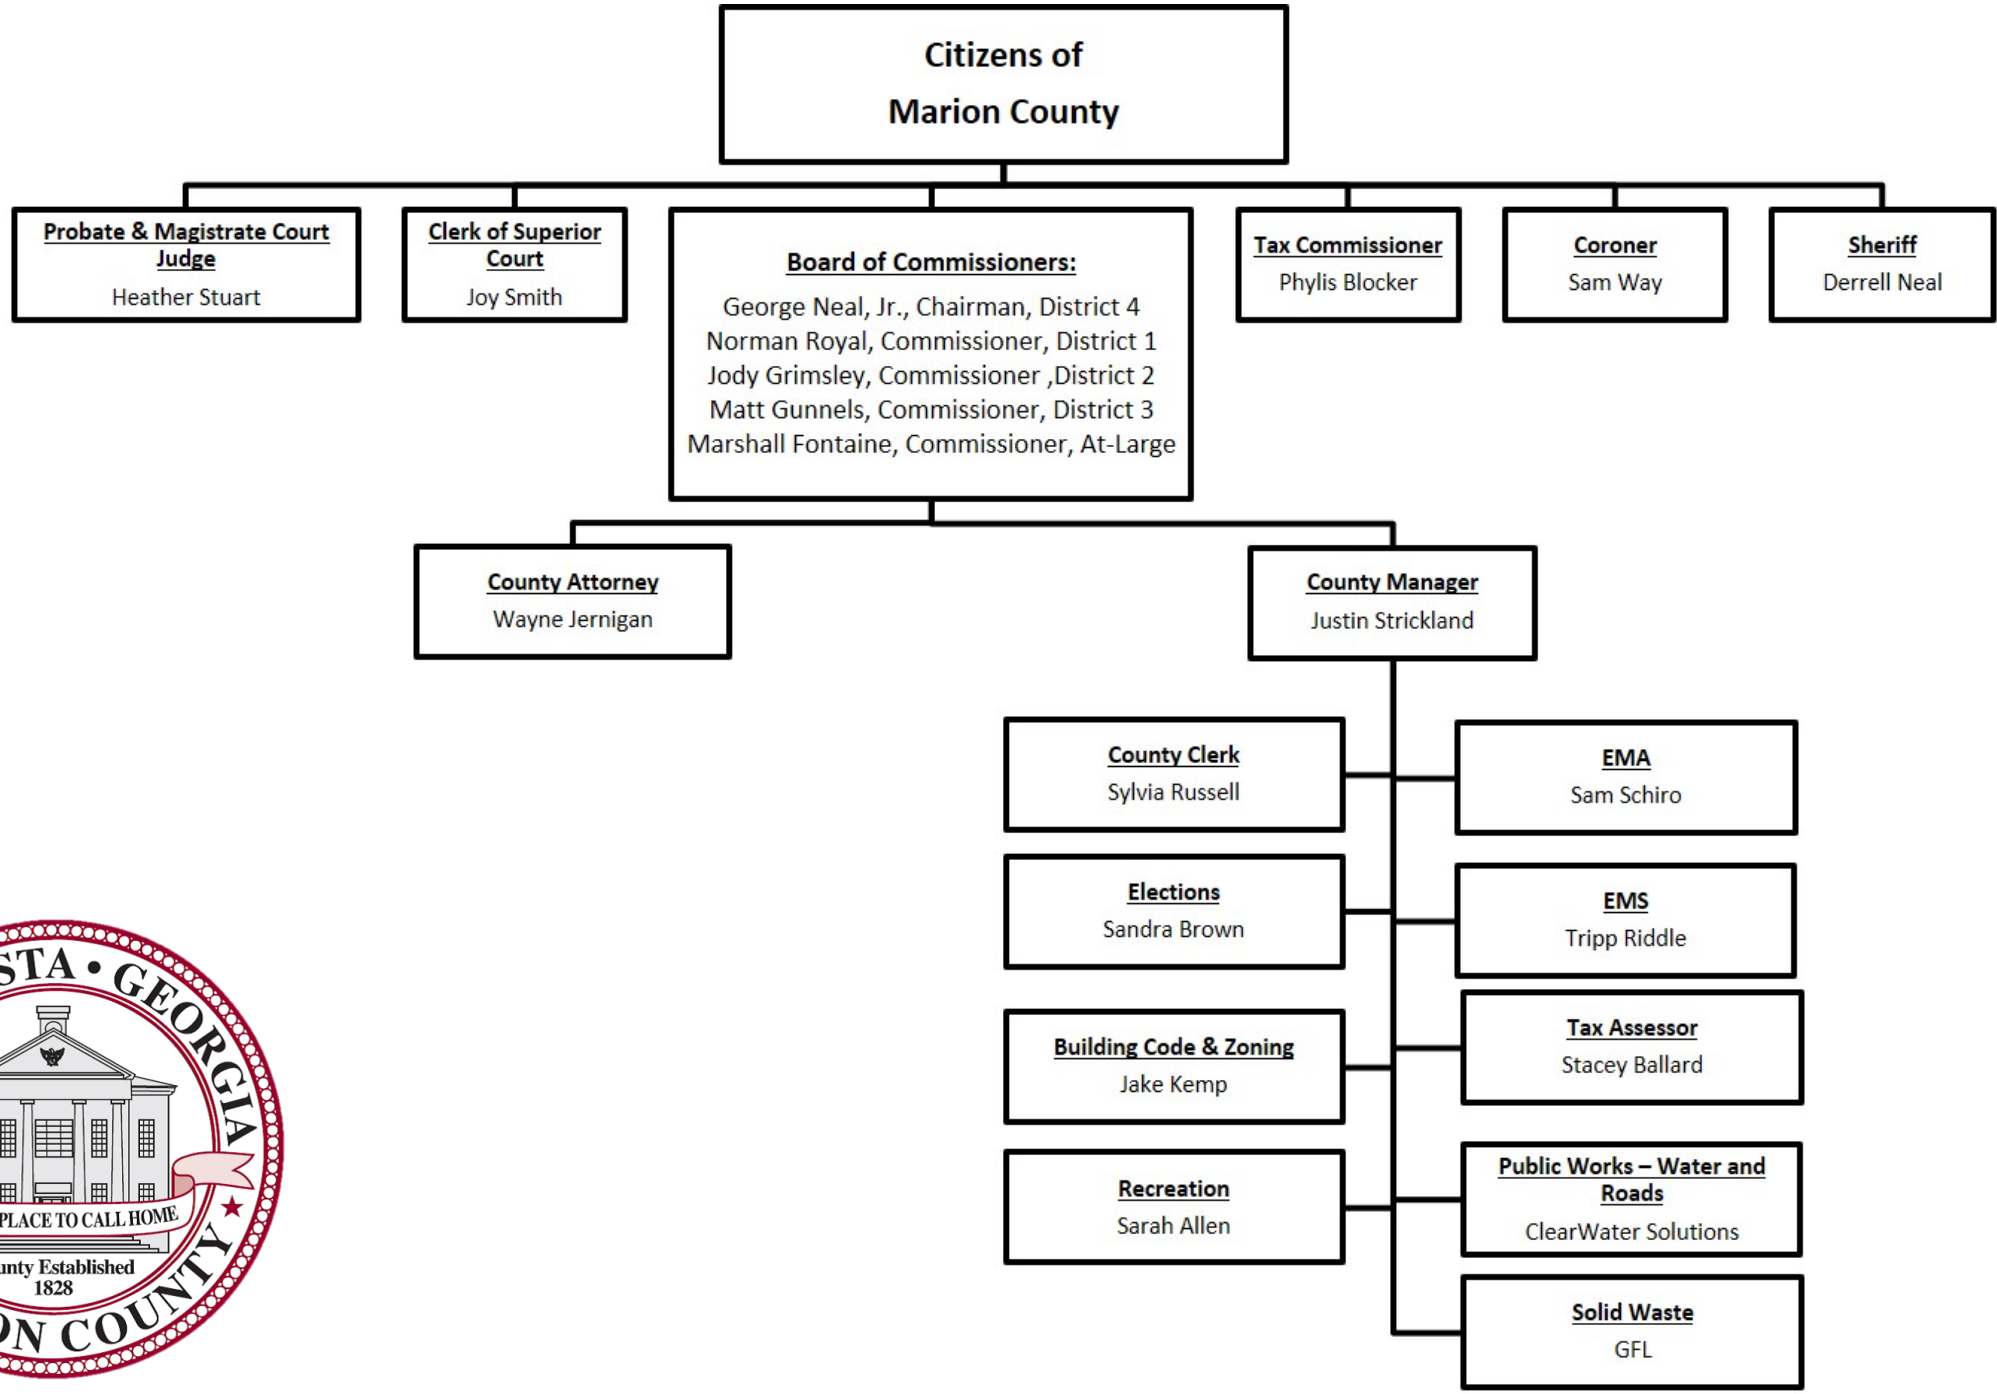 Citizens of
Marion County
Probate & Magistrate Court
Judge
Heather Stuart
Clerk of Superior
Court
Joy Smith
Board of Commissioners:
George Neal, Jr., Chairman, District 4
Norman Royal, Commissioner, District 1
Jody Grimsley, Commissioner ,District 2
Matt Gunnels, Commissioner, District 3
Marshall Fontaine, Commissioner, At-Large
Tax Commissioner
Phylis Blocker
Coroner
Sam Way
Sheriff
Derrell Neal
County Attorney
Wayne Jernigan
County Manager
Justin Strickland
County Clerk
Sylvia Russell
EMA
Sam Schiro
Elections
Sandra Brown
EMS
Tripp Riddle
Building Code & Zoning
Jake Kemp
Tax Assessor
Stacey Ballard
Recreation
Sarah Allen
Public Works – Water and
Roads
ClearWater Solutions
Solid Waste
GFL
STA • GEORGIA
PLACE TO CALL HOME
unty Established
1828
ON COUNTY